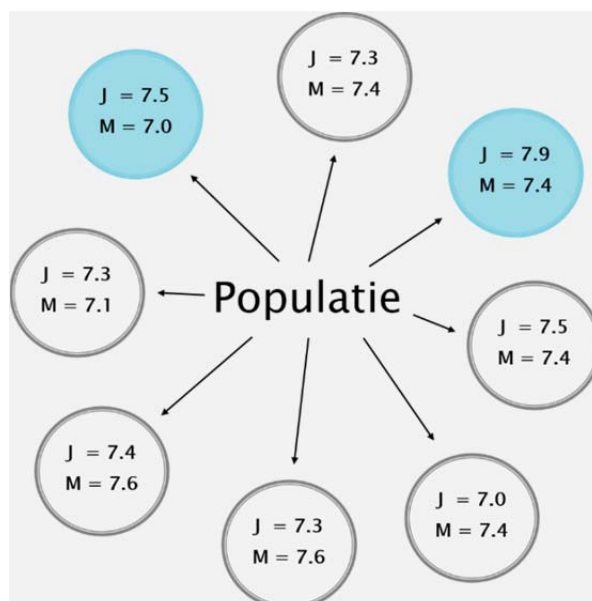 J = 7.3
M = 7.4
J = 7.5
M = 7.0
J = 7.9
M = 7.4
J = 7.3
M = 7.1
Populatie
J = 7.5
M = 7.4
J = 7.4
M = 7.6
J = 7.3
M = 7.6
J = 7.0
M = 7.4